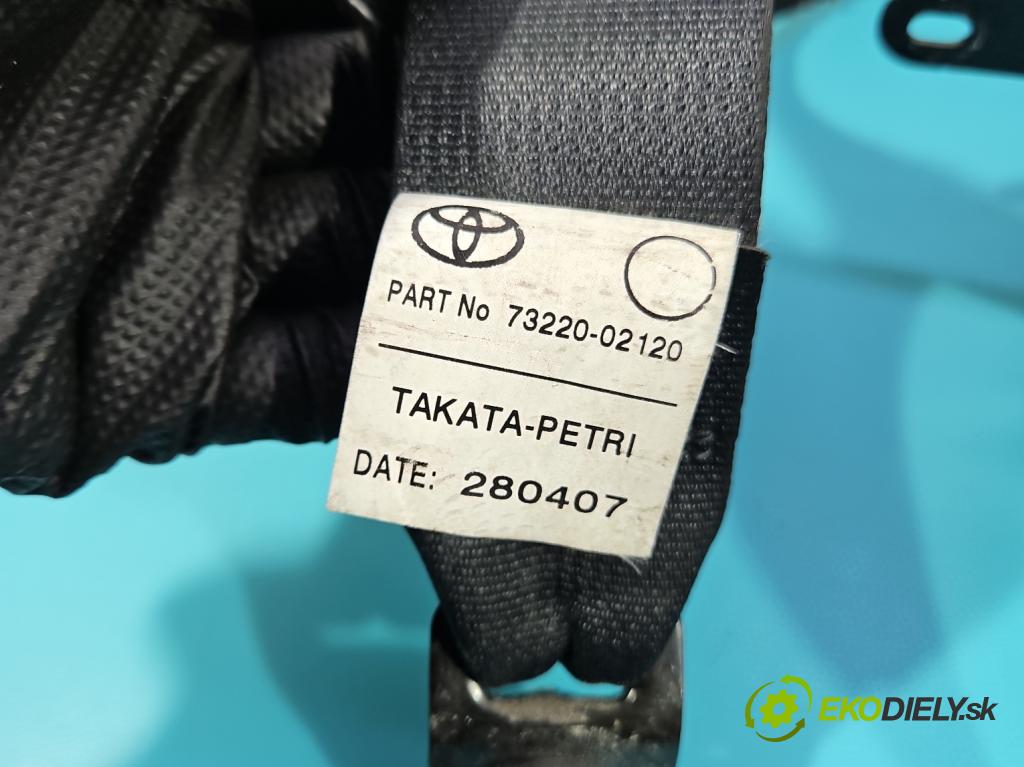 PART No 73220-02120
TAKATA-PETRI
DATE: 280407
EKODIELY.sk